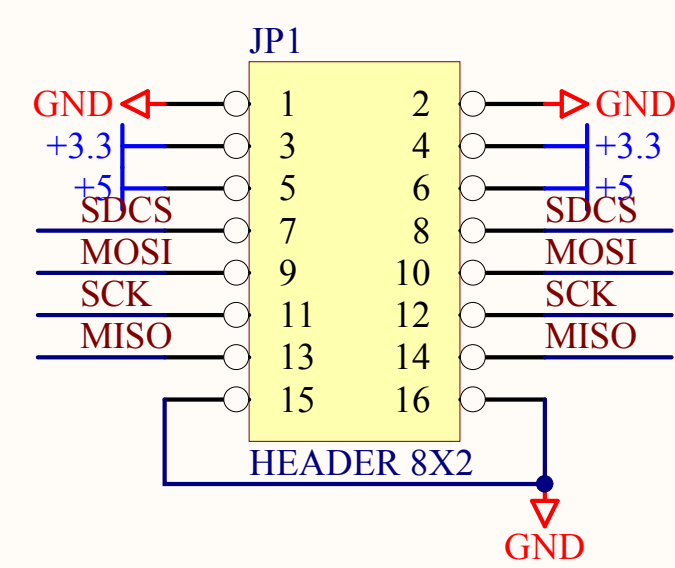 JP1
GND 1 2 GND
+3.3 3 4 +3.3
+5 5 6 +5
SDCS 7 8 SDCS
MOSI 9 10 MOSI
SCK 11 12 SCK
MISO 13 14 MISO
15 16
HEADER 8X2
GND